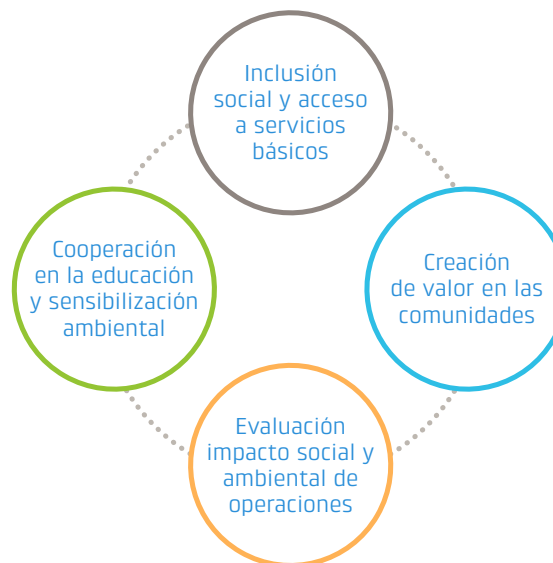 Inclusión
social y acceso
a servicios
básicos
Cooperación
en la educación
y sensibilización
ambiental
Creación
de valor en las
comunidades
Evaluación
impacto social y
ambiental de
operaciones